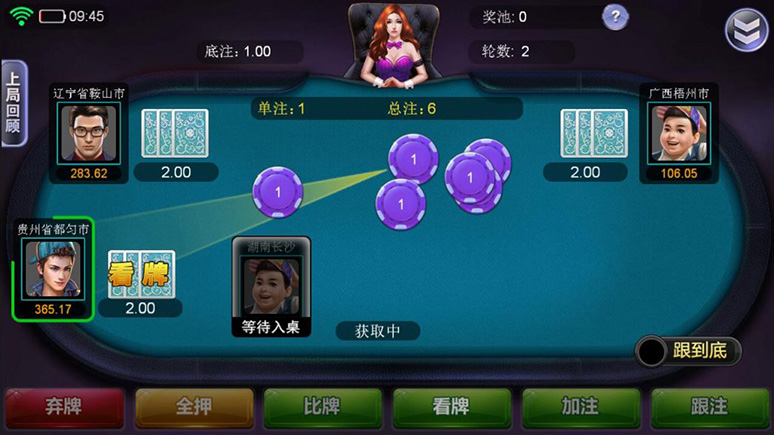 09:45
底注：1.00
奖池：0
?
轮数：2
上局回顾
辽宁省鞍山市
283.62
2.00
单注：1
总注：6
广西梧州市
106.05
2.00
1
1
1
1
贵州省都匀市
365.17
看牌
2.00
湖南长沙
等待入桌
获取中
跟到底
弃牌
全押
比牌
看牌
加注
跟注